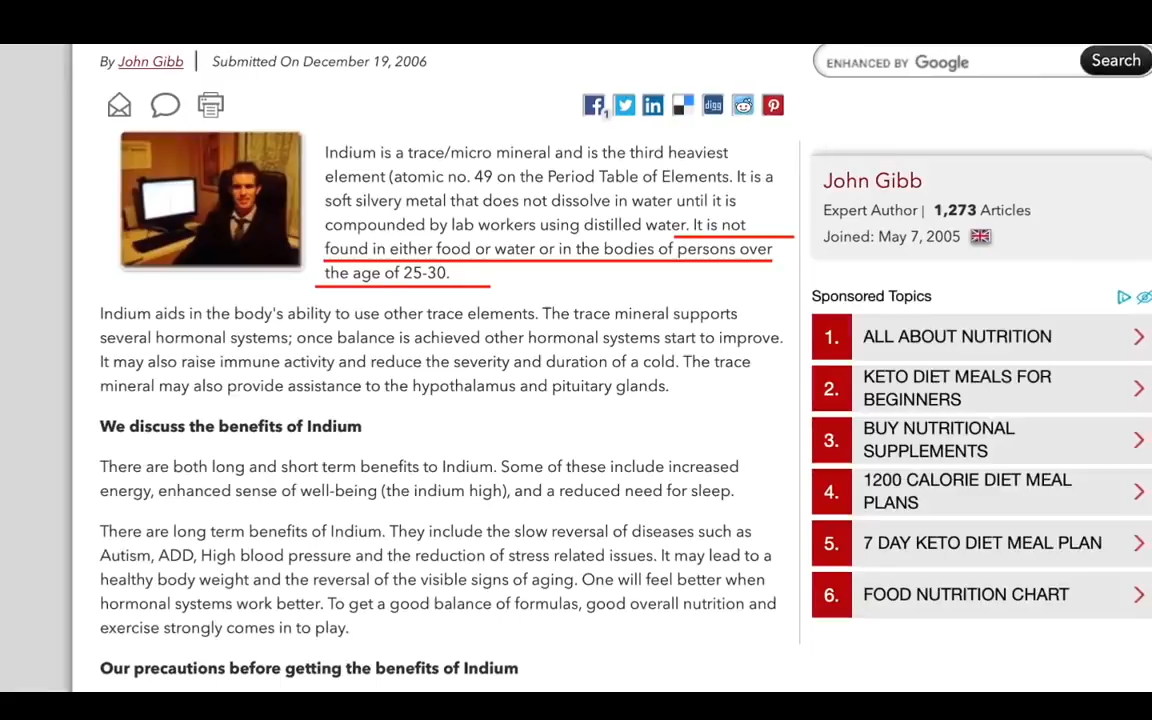 By John Gibb | Submitted On December 19, 2006
ENHANCED BY Google
Search
1
digg
Indium is a trace/micro mineral and is the third heaviest
element (atomic no. 49 on the Period Table of Elements. It is a
soft silvery metal that does not dissolve in water until it is
compounded by lab workers using distilled water. It is not
found in either food or water or in the bodies of persons over
the age of 25-30.
Indium aids in the body's ability to use other trace elements. The trace mineral supports
several hormonal systems; once balance is achieved other hormonal systems start to improve.
It may also raise immune activity and reduce the severity and duration of a cold. The trace
mineral may also provide assistance to the hypothalamus and pituitary glands.
We discuss the benefits of Indium
There are both long and short term benefits to Indium. Some of these include increased
energy, enhanced sense of well-being (the indium high), and a reduced need for sleep.
There are long term benefits of Indium. They include the slow reversal of diseases such as
Autism, ADD, High blood pressure and the reduction of stress related issues. It may lead to a
healthy body weight and the reversal of the visible signs of aging. One will feel better when
hormonal systems work better. To get a good balance of formulas, good overall nutrition and
exercise strongly comes in to play.
Our precautions before getting the benefits of Indium
John Gibb
Expert Author | 1,273 Articles
Joined: May 7, 2005
Sponsored Topics
1. ALL ABOUT NUTRITION
2. KETO DIET MEALS FOR
BEGINNERS
3. BUY NUTRITIONAL
SUPPLEMENTS
4. 1200 CALORIE DIET MEAL
PLANS
5. 7 DAY KETO DIET MEAL PLAN
6. FOOD NUTRITION CHART